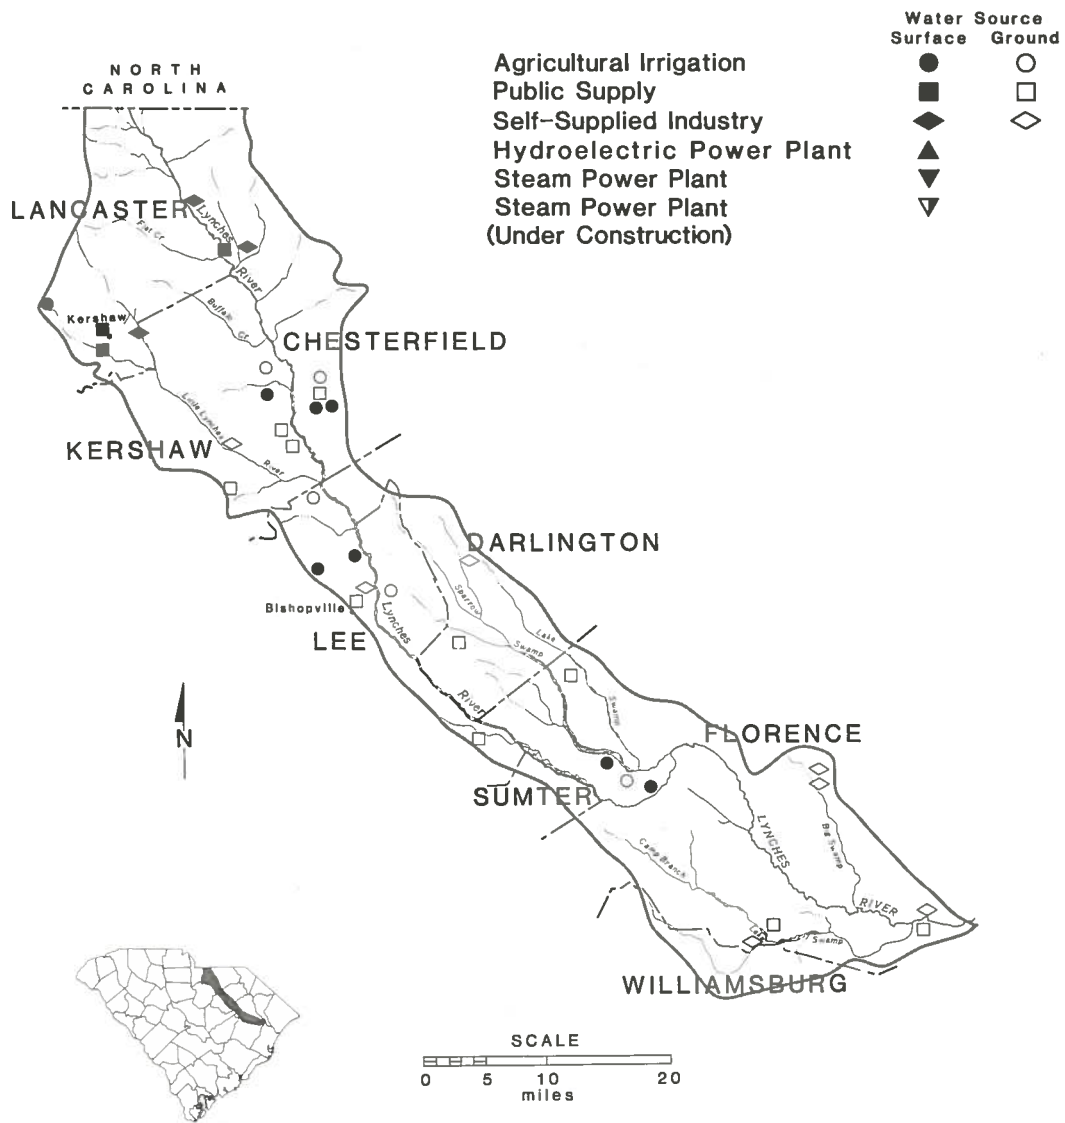 Water Source
Surface Ground
Agricultural Irrigation
Public Supply
Self-Supplied Industry
Hydroelectric Power Plant
Steam Power Plant
Steam Power Plant
(Under Construction)
NORTH
CAROLINA
LANCASTER
Lynches
River
Flat Cr
Kershaw
Buffalo
Cr
CHESTERFIELD
Little Lynches
River
KERSHAW
DARLINGTON
Sparrow
Swamp
Bishopville
Lynches
River
LEE
Lake
Swamp
N
FLORENCE
SUMTER
LYNCHES
RIVER
Big Swamp
Camp Branch
Lake
Swamp
WILLIAMSBURG
SCALE
0 5 10 20
miles